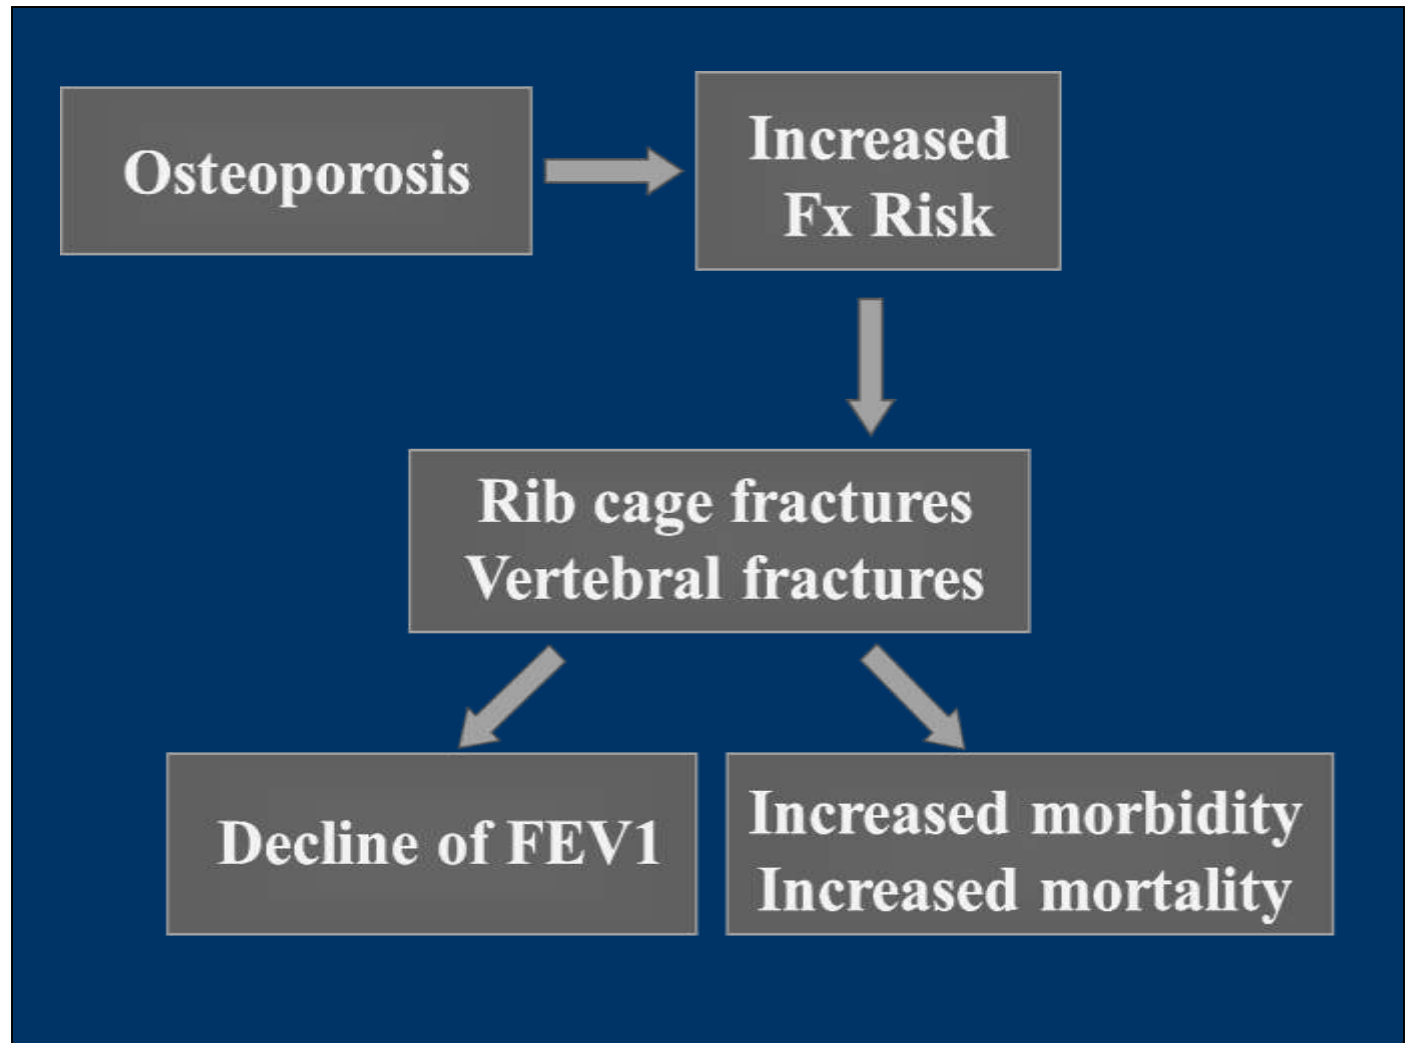 Osteoporosis
Increased
Fx Risk
Rib cage fractures
Vertebral fractures
Decline of FEV1
Increased morbidity
Increased mortality